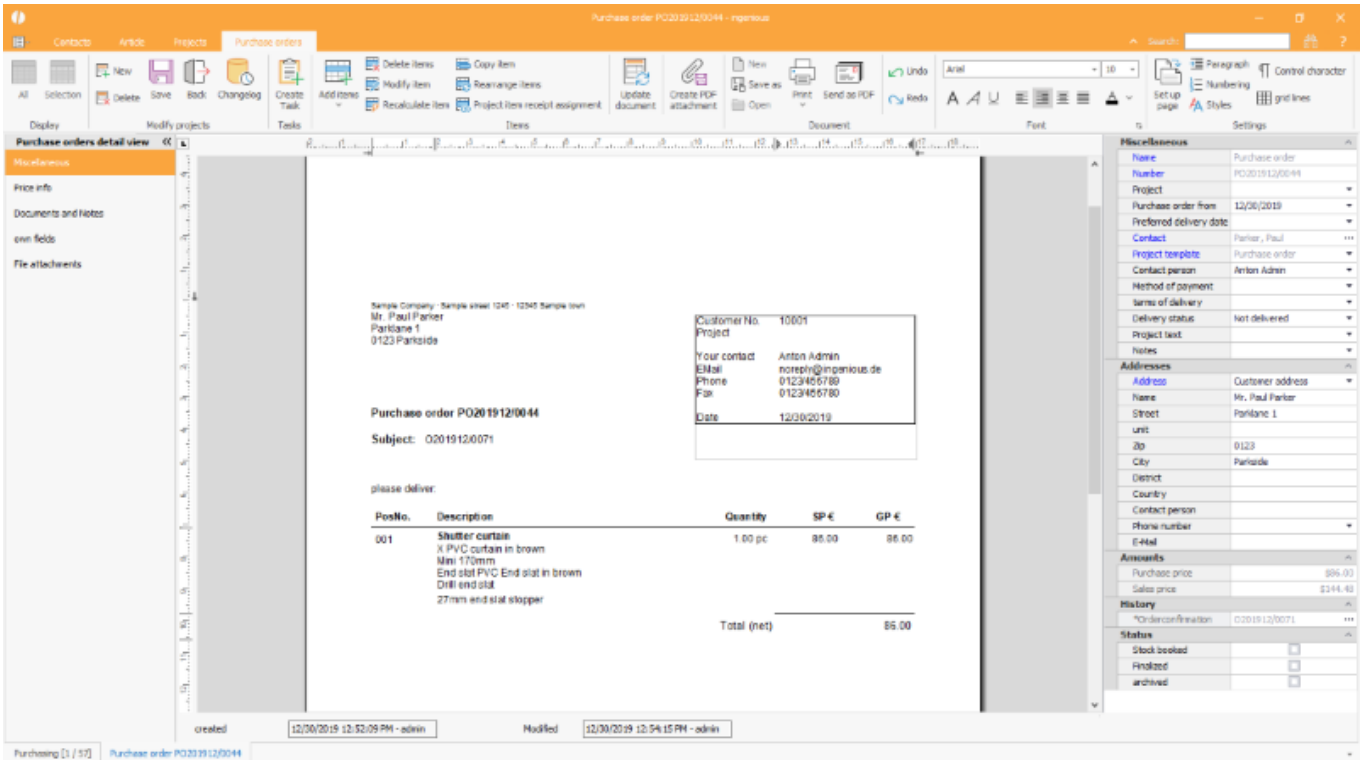 Purchase order PO201912/0044 - ingenious
Contacts Article Projects Purchase orders Search: ?
All Selection
New
Delete
Save Back Changelog
Create Task
Add items
Delete items
Modify item
Recalculate item
Copy item
Rearrange items
Project item receipt assignment
Update document
Create PDF attachment
New
Save as
Open
Print Send as PDF
Undo
Redo
Arial 10
A A U A
Set up page
Paragraph
Numbering
Styles
Control character
grid lines
Display Modify projects Tasks Items Document Font Settings
Purchase orders detail view
Miscelaneous
Price info
Documents and Notes
own fields
File attachments
Sample Company - Sample street 1245 - 12345 Sample town
Mr. Paul Parker
Parklane 1
0123 Parkside
Customer No. 10001
Project
Your contact Anton Admin
EMail noreply@ingenious.de
Phone 0123/456789
Fax 0123/456780
Date 12/30/2019
Purchase order PO201912/0044
Subject: O201912/0071
please deliver:
PosNo. Description Quantity SP € GP €
001 Shutter curtain 1.00 pc 86.00 86.00
X PVC curtain in brown
Mini 170mm
End slat PVC End slat in brown
Drill end slat
27mm end slat stopper
Total (net) 86.00
Miscellaneous
Name Purchase order
Number PO201912/0044
Project
Purchase order from 12/30/2019
Preferred delivery date
Contact Parker, Paul ...
Project template Purchase order
Contact person Anton Admin
Method of payment
terms of delivery
Delivery status Not delivered
Project text
Notes
Addresses
Address Customer address
Name Mr. Paul Parker
Street Parklane 1
unit
Zip 0123
City Parkside
District
Country
Contact person
Phone number
E-Mail
Amounts
Purchase price $86.00
Sales price $344.48
History
*Orderconfirmation O201912/0071 ...
Status
Stock booked
Finalized
archived
created 12/30/2019 12:52:09 PM - admin Modified 12/30/2019 12:54:15 PM - admin
Purchasing [1 / 57] Purchase order PO201912/0044